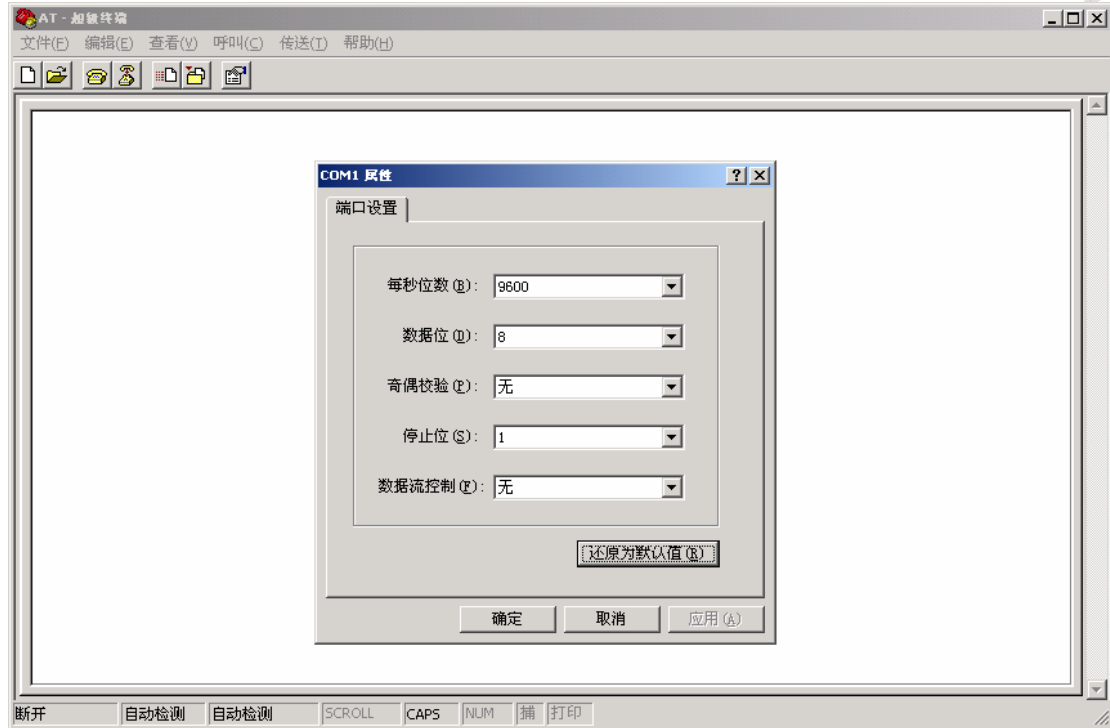 AT - 超级终端
文件(F) 编辑(E) 查看(V) 呼叫(C) 传送(T) 帮助(H)
COM1 属性
端口设置
每秒位数(B): 9600
数据位(D): 8
奇偶校验(P): 无
停止位(S): 1
数据流控制(F): 无
还原为默认值(R)
确定 取消 应用(A)
断开 自动检测 自动检测 SCROLL CAPS NUM 捕 打印